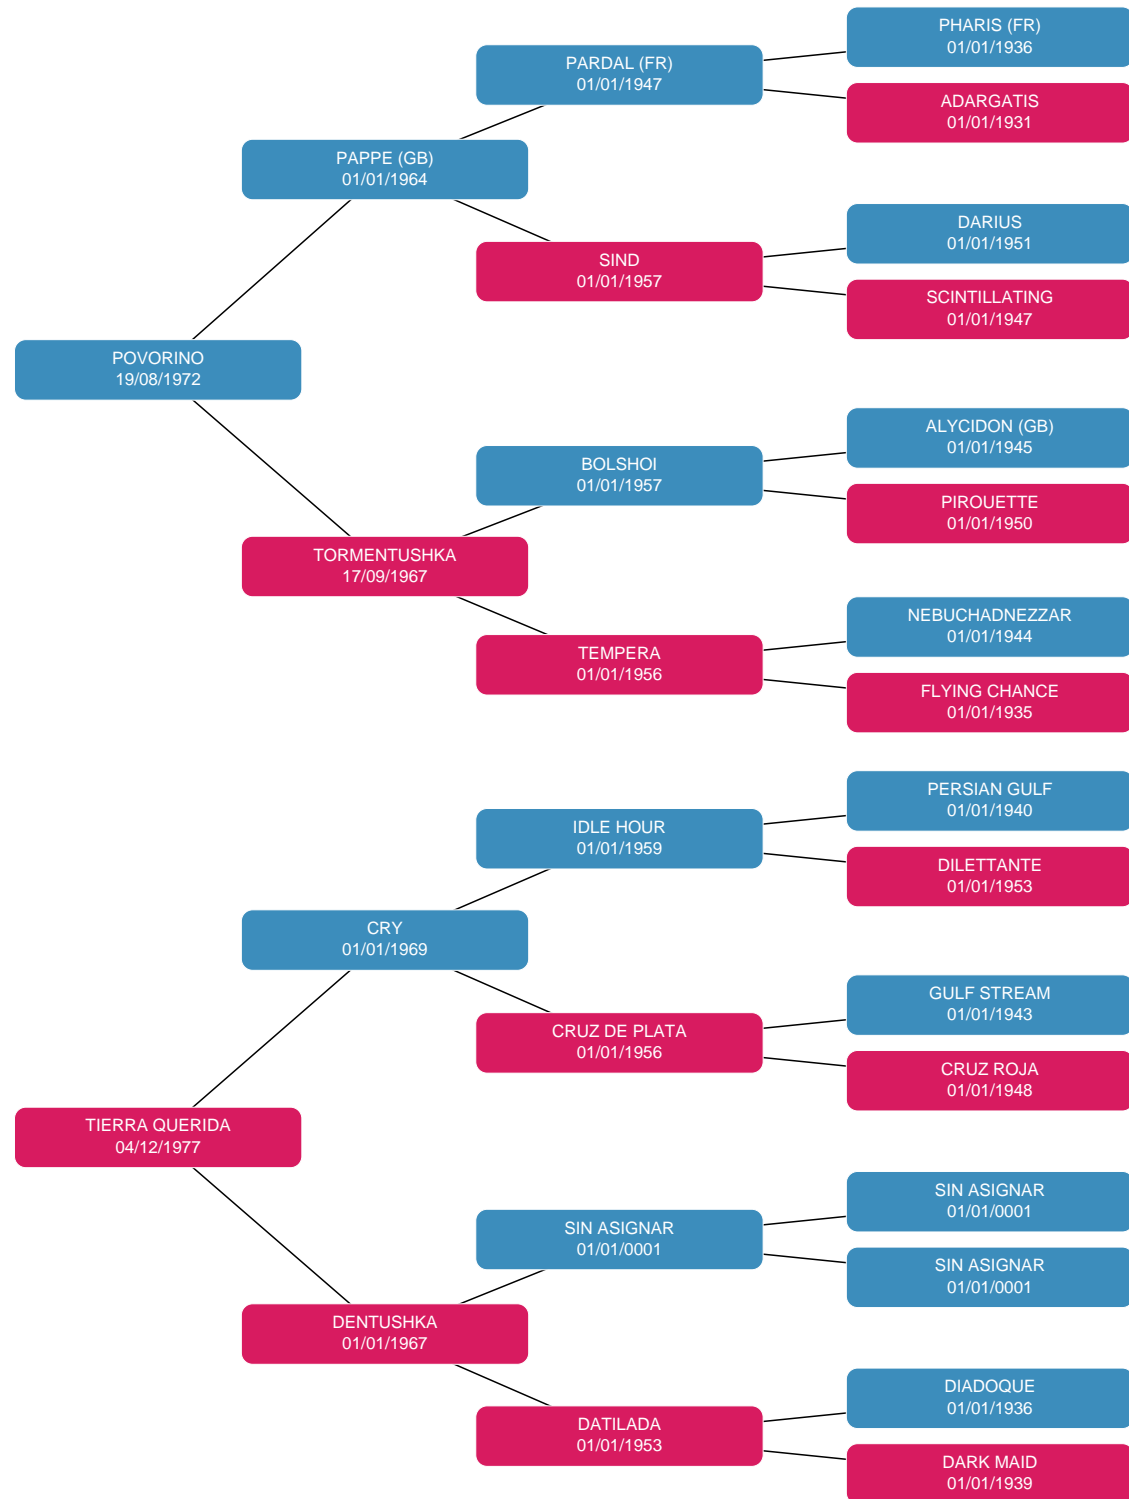 PHARIS (FR)
01/01/1936
PARDAL (FR)
01/01/1947
ADARGATIS
01/01/1931
PAPPE (GB)
01/01/1964
DARIUS
01/01/1951
SIND
01/01/1957
SCINTILLATING
01/01/1947
POVORINO
19/08/1972
ALYCIDON (GB)
01/01/1945
BOLSHOI
01/01/1957
PIROUETTE
01/01/1950
TORMENTUSHKA
17/09/1967
NEBUCHADNEZZAR
01/01/1944
TEMPERA
01/01/1956
FLYING CHANCE
01/01/1935
PERSIAN GULF
01/01/1940
IDLE HOUR
01/01/1959
DILETTANTE
01/01/1953
CRY
01/01/1969
GULF STREAM
01/01/1943
CRUZ DE PLATA
01/01/1956
CRUZ ROJA
01/01/1948
TIERRA QUERIDA
04/12/1977
SIN ASIGNAR
01/01/0001
SIN ASIGNAR
01/01/0001
SIN ASIGNAR
01/01/0001
DENTUSHKA
01/01/1967
DIADOQUE
01/01/1936
DATILADA
01/01/1953
DARK MAID
01/01/1939